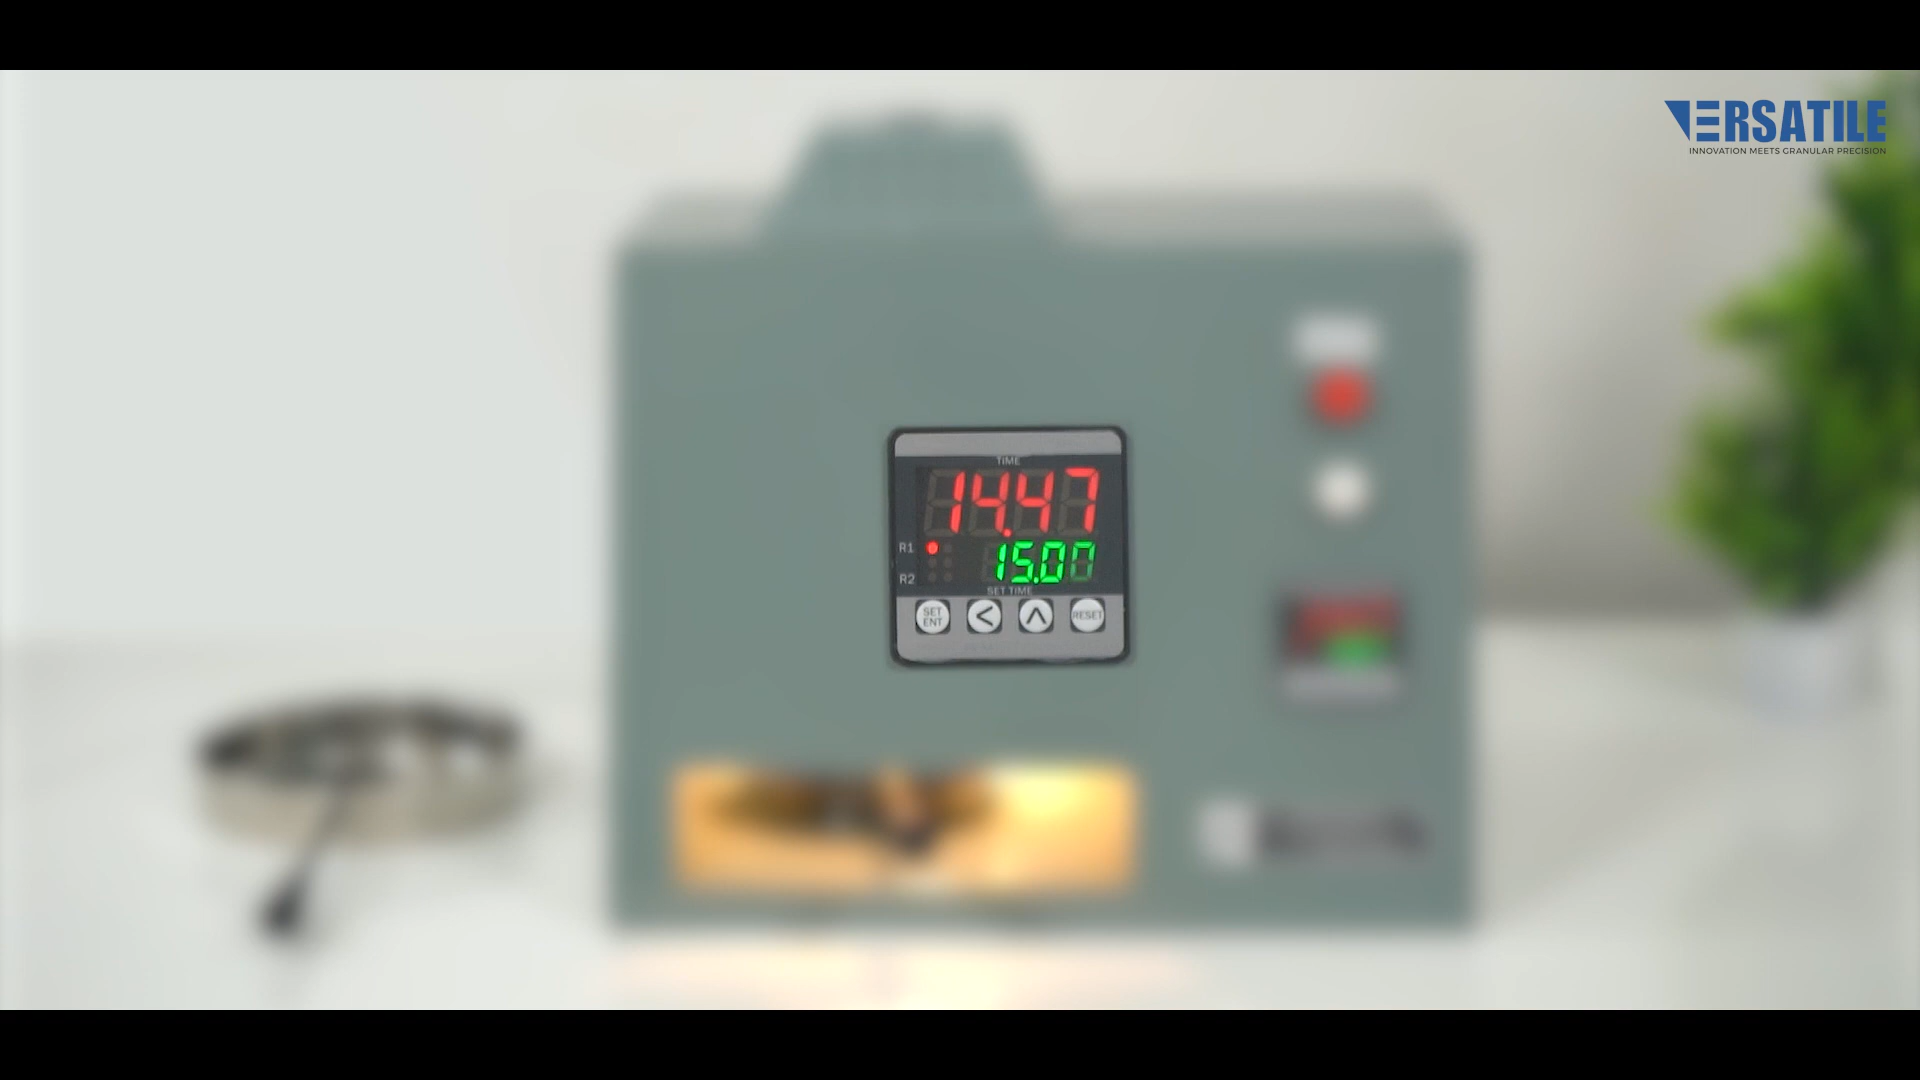 VERSATILE
INNOVATION MEETS GRANULAR PRECISION
TIME
14.47
R1
15.00
R2
SET TIME
SET
ENT
RESET